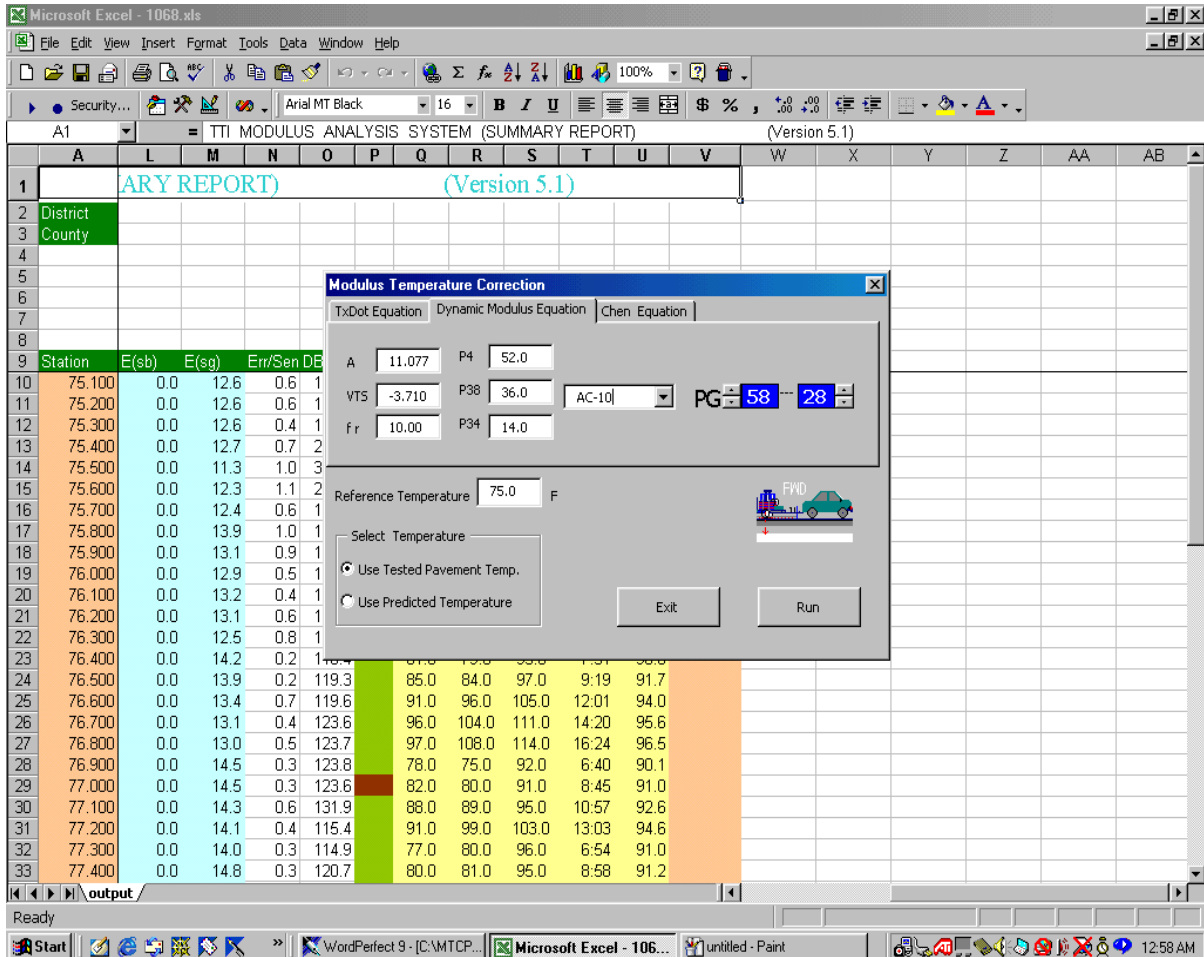 Microsoft Excel - 1068.xls
File Edit View Insert Format Tools Data Window Help
100%
Security... Arial MT Black 16 B I U $ % ,
A1 = TTI MODULUS ANALYSIS SYSTEM (SUMMARY REPORT) (Version 5.1)
A L M N O P Q R S T U V W X Y Z AA AB
1 ARY REPORT) (Version 5.1)
2 District
3 County
4
5
6
7
8
9 Station E(sb) E(sg) Err/Sen DB
10 75.100 0.0 12.6 0.6 1
11 75.200 0.0 12.6 0.6 1
12 75.300 0.0 12.6 0.4 1
13 75.400 0.0 12.7 0.7 2
14 75.500 0.0 11.3 1.0 3
15 75.600 0.0 12.3 1.1 2
16 75.700 0.0 12.4 0.6 1
17 75.800 0.0 13.9 1.0 1
18 75.900 0.0 13.1 0.9 1
19 76.000 0.0 12.9 0.5 1
20 76.100 0.0 13.2 0.4 1
21 76.200 0.0 13.1 0.6 1
22 76.300 0.0 12.5 0.8 1
23 76.400 0.0 14.2 0.2
24 76.500 0.0 13.9 0.2 119.3 85.0 84.0 97.0 9:19 91.7
25 76.600 0.0 13.4 0.7 119.6 91.0 96.0 105.0 12:01 94.0
26 76.700 0.0 13.1 0.4 123.6 96.0 104.0 111.0 14:20 95.6
27 76.800 0.0 13.0 0.5 123.7 97.0 108.0 114.0 16:24 96.5
28 76.900 0.0 14.5 0.3 123.8 78.0 75.0 92.0 6:40 90.1
29 77.000 0.0 14.5 0.3 123.6 82.0 80.0 91.0 8:45 91.0
30 77.100 0.0 14.3 0.6 131.9 88.0 89.0 95.0 10:57 92.6
31 77.200 0.0 14.1 0.4 115.4 91.0 99.0 103.0 13:03 94.6
32 77.300 0.0 14.0 0.3 114.9 77.0 80.0 96.0 6:54 91.0
33 77.400 0.0 14.8 0.3 120.7 80.0 81.0 95.0 8:58 91.2
Modulus Temperature Correction
TxDot Equation Dynamic Modulus Equation Chen Equation
A 11.077 P4 52.0
VTS -3.710 P38 36.0 AC-10 PG 58 --- 28
f r 10.00 P34 14.0
Reference Temperature 75.0 F
FWD
Select Temperature
Use Tested Pavement Temp.
Use Predicted Temperature
Exit Run
output
Ready
Start » WordPerfect 9 - [C:\MTCP... Microsoft Excel - 106... untitled - Paint 12:58 AM